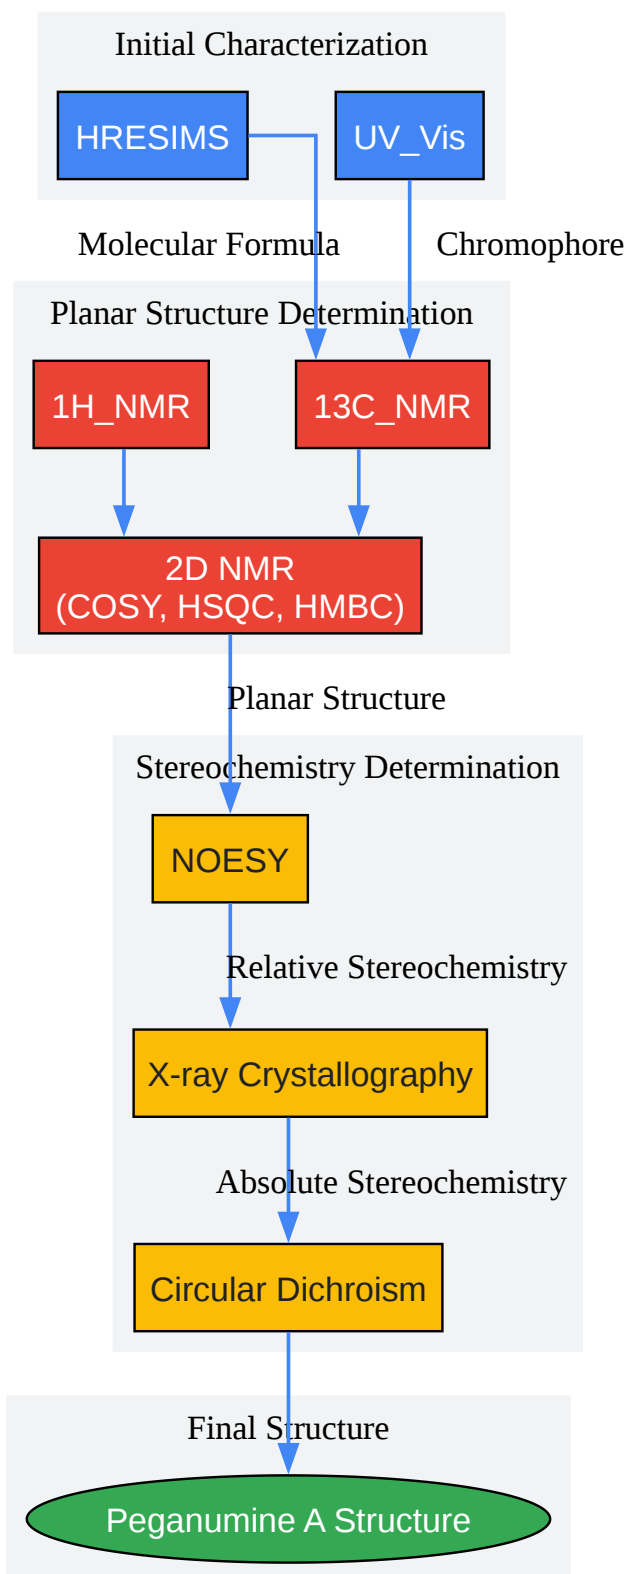 Initial Characterization
HRESIMS
UV_Vis
Molecular Formula
Chromophore
Planar Structure Determination
1H_NMR
13C_NMR
2D NMR
(COSY, HSQC, HMBC)
Planar Structure
Stereochemistry Determination
NOESY
Relative Stereochemistry
X-ray Crystallography
Absolute Stereochemistry
Circular Dichroism
Final Structure
Peganumine A Structure